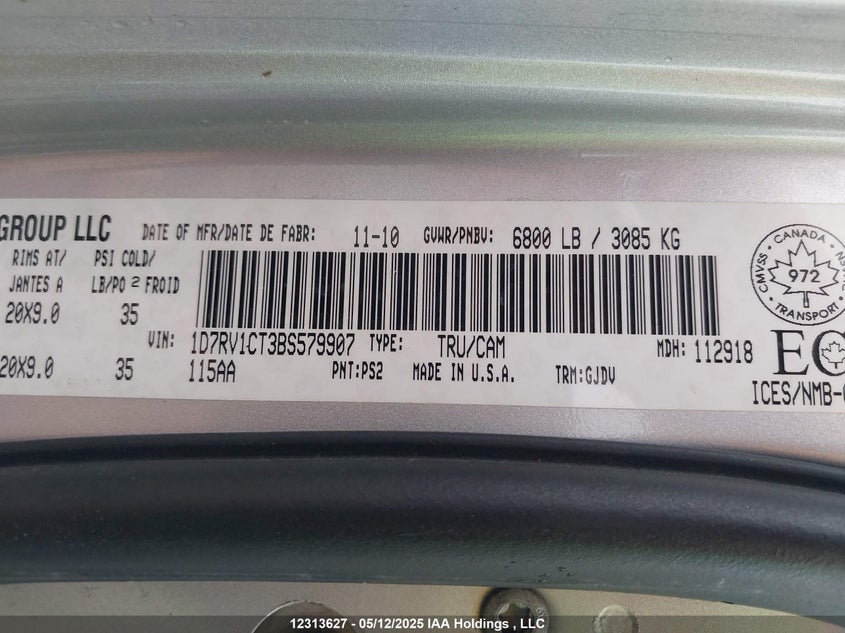 GROUP LLC DATE OF MFR/DATE DE FABR: 11-10 GVWR/PNBV: 6800 LB / 3085 KG
RIMS AT/ PSI COLD/
JANTES A LB/PO 2 FROID
20X9.0 35
VIN: 1D7RV1CT3BS579907 TYPE: TRU/CAM MDH: 112918
20X9.0 35 115AA PNT:PS2 MADE IN U.S.A. TRM:GJDV
CANADA
CMVSS
972
TRANSPORT
ICES/NMB-
12313627 - 05/12/2025 IAA Holdings , LLC